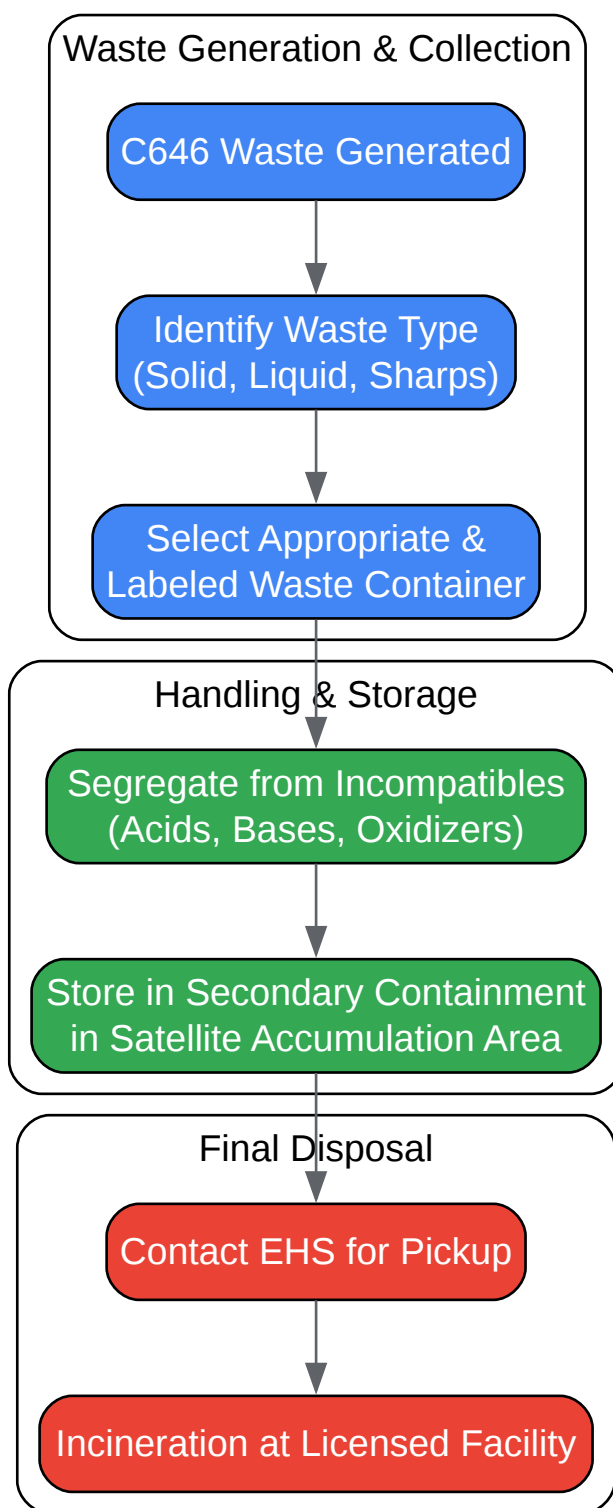 Waste Generation & Collection
C646 Waste Generated
Identify Waste Type
(Solid, Liquid, Sharps)
Select Appropriate &
Labeled Waste Container
Handling & Storage
Segregate from Incompatibles
(Acids, Bases, Oxidizers)
Store in Secondary Containment
in Satellite Accumulation Area
Final Disposal
Contact EHS for Pickup
Incineration at Licensed Facility